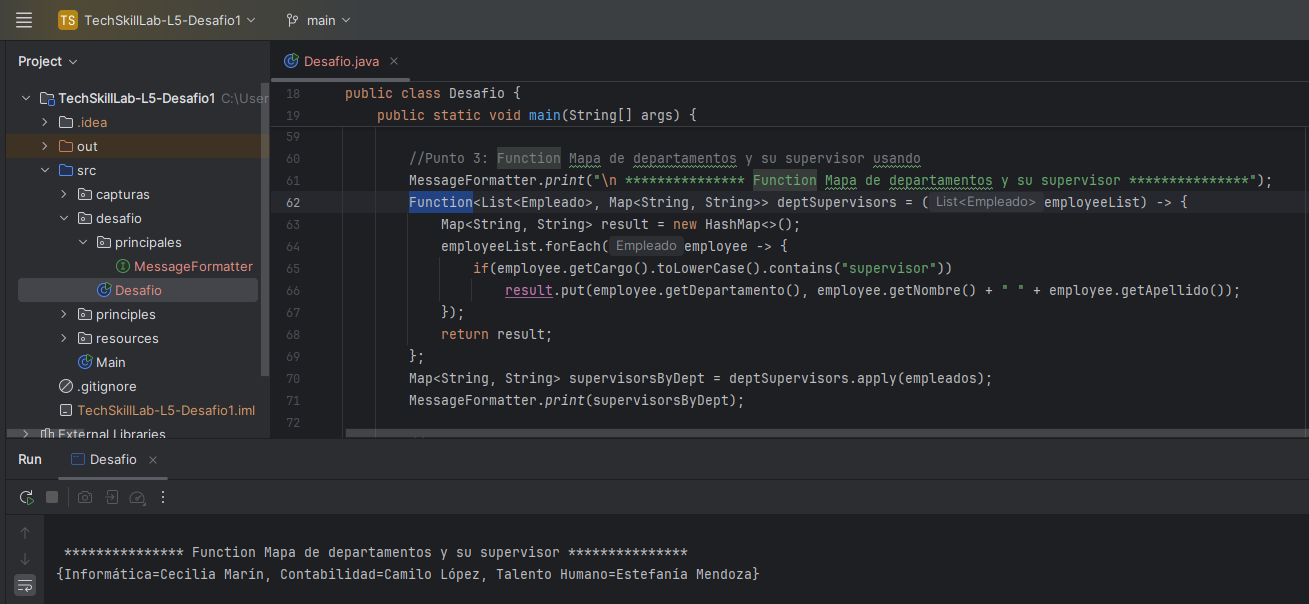 TS TechSkillLab-L5-Desafio1 main
Project
Desafio.java
TechSkillLab-L5-Desafio1 C:\User
.idea
out
src
capturas
desafio
principales
MessageFormatter
Desafio
principles
resources
Main
.gitignore
TechSkillLab-L5-Desafio1.iml
External Libraries
18 public class Desafio {
19 public static void main(String[] args) {
59
60 //Punto 3: Function Mapa de departamentos y su supervisor usando
61 MessageFormatter.print("\n *************** Function Mapa de departamentos y su supervisor ***************");
62 Function<List<Empleado>, Map<String, String>> deptSupervisors = ( List<Empleado> employeeList) -> {
63 Map<String, String> result = new HashMap<>();
64 employeeList.forEach( Empleado employee -> {
65 if(employee.getCargo().toLowerCase().contains("supervisor"))
66 result.put(employee.getDepartamento(), employee.getNombre() + " " + employee.getApellido());
67 });
68 return result;
69 };
70 Map<String, String> supervisorsByDept = deptSupervisors.apply(empleados);
71 MessageFormatter.print(supervisorsByDept);
72
Run Desafio
*************** Function Mapa de departamentos y su supervisor ***************
{Informática=Cecilia Marín, Contabilidad=Camilo López, Talento Humano=Estefanía Mendoza}